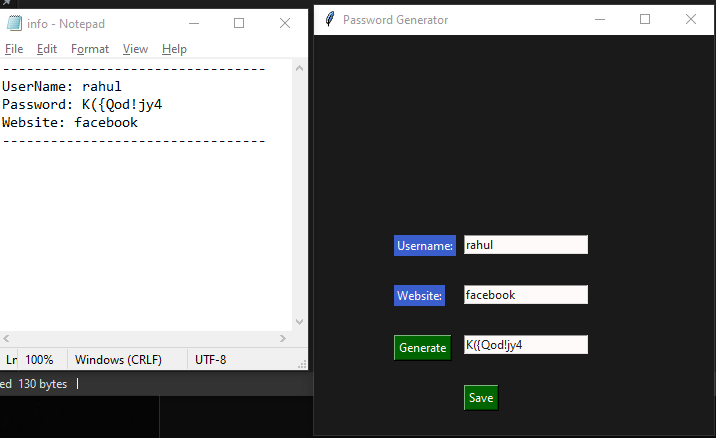 info - Notepad
File Edit Format View Help
---------------------------------
UserName: rahul
Password: K({Qod!jy4
Website: facebook
---------------------------------
100% Windows (CRLF) UTF-8
ed 130 bytes
Password Generator
Username: rahul
Website: facebook
Generate K({Qod!jy4
Save